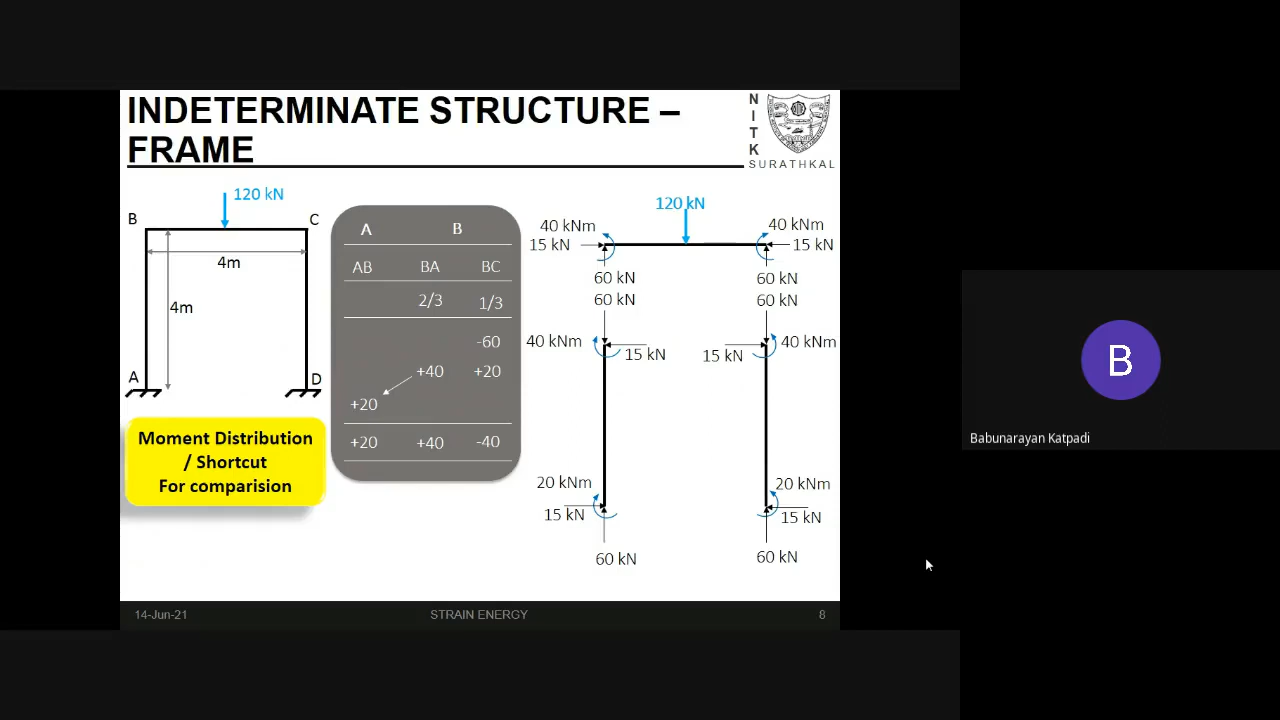 INDETERMINATE STRUCTURE –
FRAME
N
I
T
K
SURATHKAL
120 kN
B
C
4m
4m
A
D
Moment Distribution
/ Shortcut
For comparision
A B
AB BA BC
2/3 1/3
-60
+40 +20
+20
+20 +40 -40
120 kN
40 kNm
40 kNm
15 kN
15 kN
60 kN
60 kN
60 kN
60 kN
40 kNm
15 kN
15 kN
40 kNm
20 kNm
20 kNm
15 kN
15 kN
60 kN
60 kN
14-Jun-21 STRAIN ENERGY 8
B
Babunarayan Katpadi